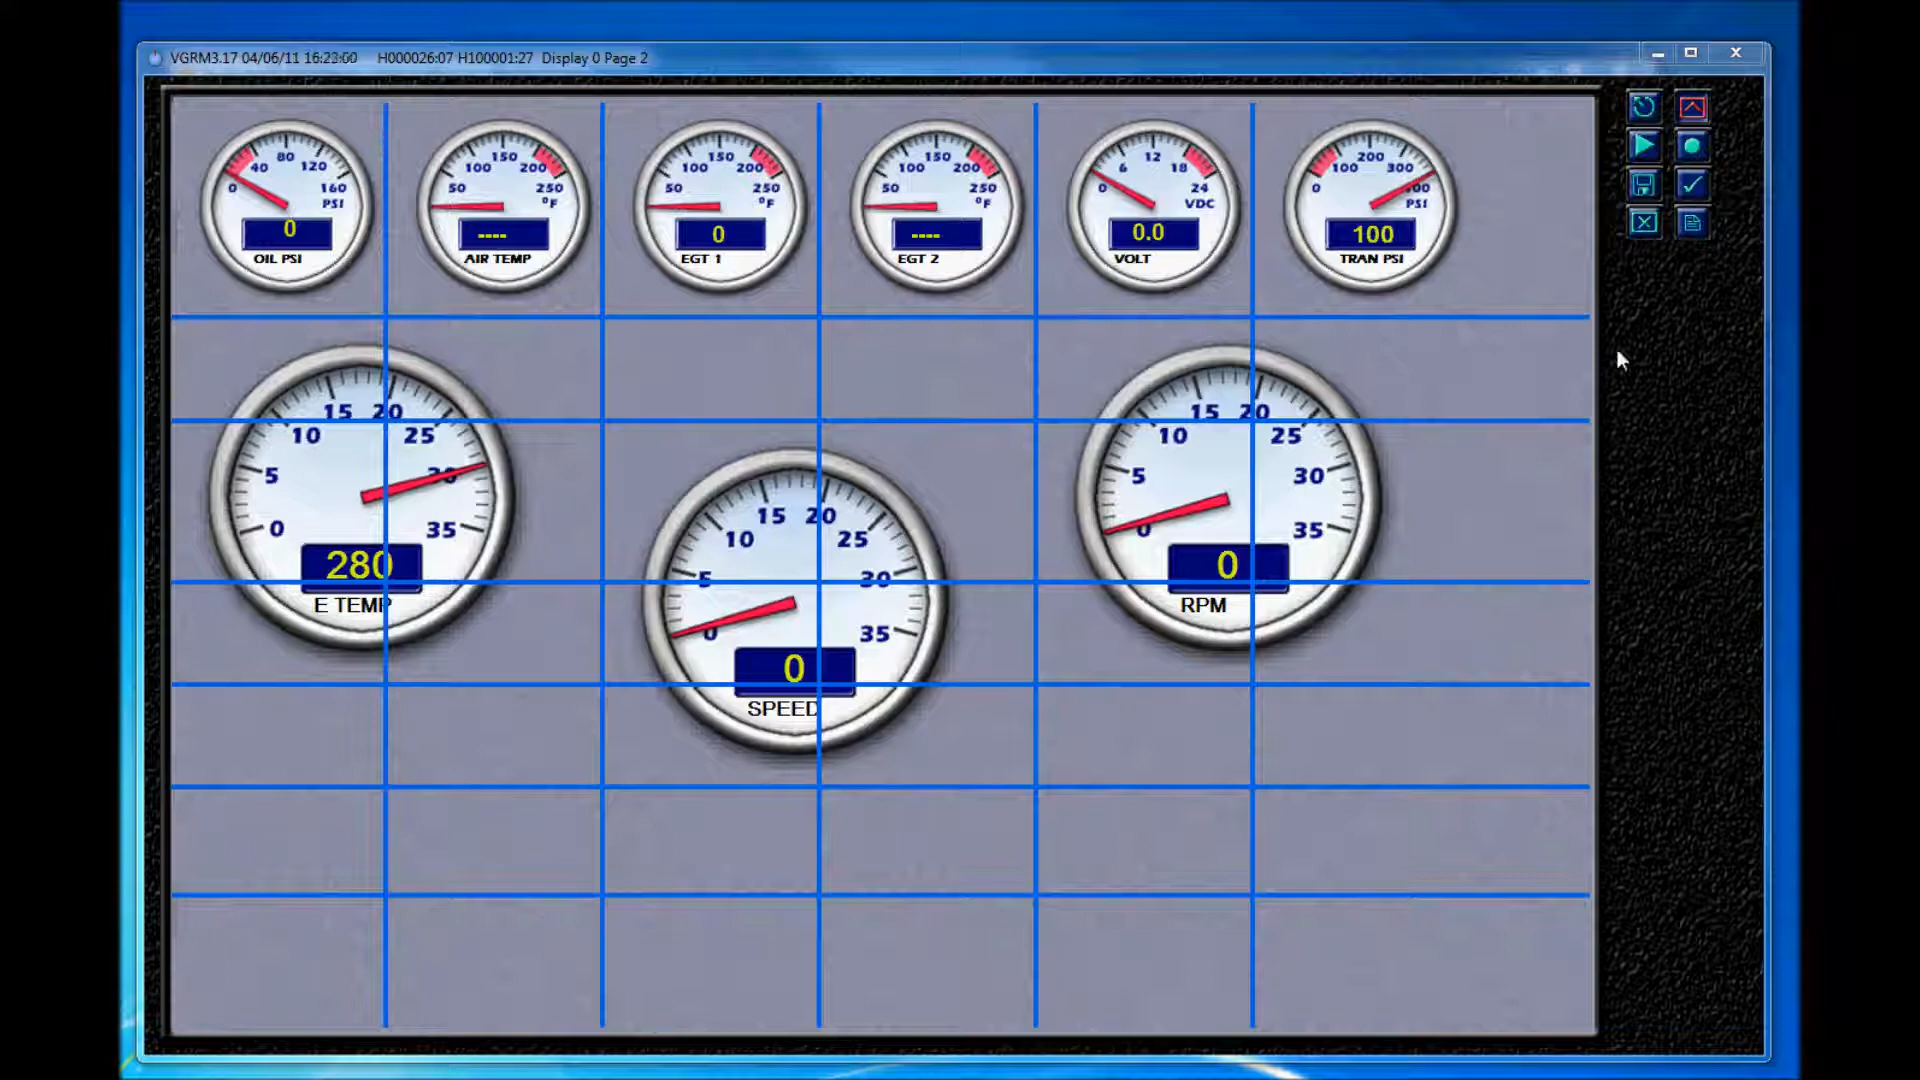 VGRM3.17 04/06/11 16:23:00 H000026:07 H100001:27 Display 0 Page 2
0 40 80 120 160 PSI
0
OIL PSI
50 100 150 200 250 °F
----
AIR TEMP
50 100 150 200 250 °F
0
EGT 1
50 100 150 200 250 °F
----
EGT 2
0 6 12 18 24 VDC
0.0
VOLT
0 100 200 300 PSI
100
TRAN PSI
0 5 10 15 20 25 30 35
280
E TEMP
0 5 10 15 20 25 30 35
0
SPEED
0 5 10 15 20 25 30 35
0
RPM